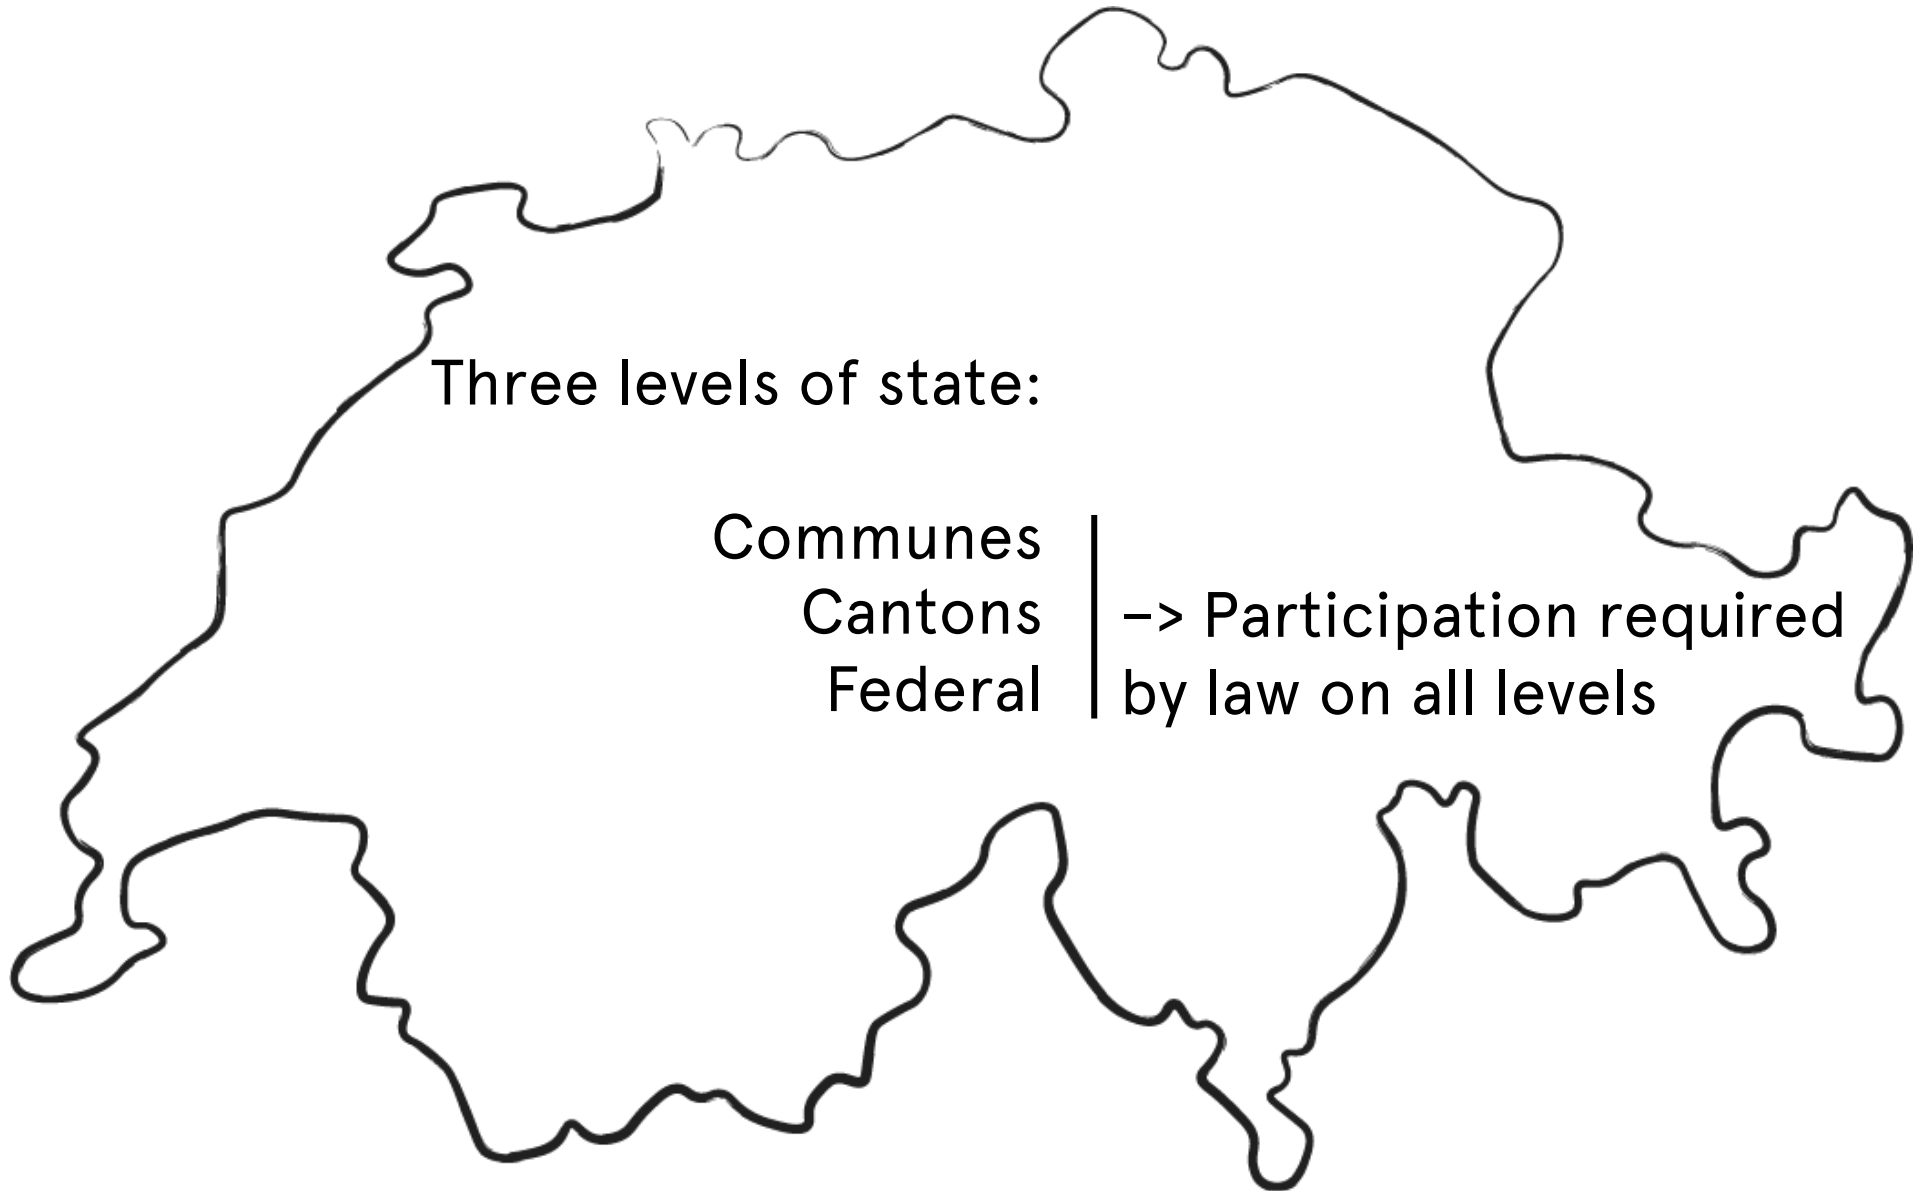 Three levels of state:
Communes
Cantons
Federal
–> Participation required
by law on all levels